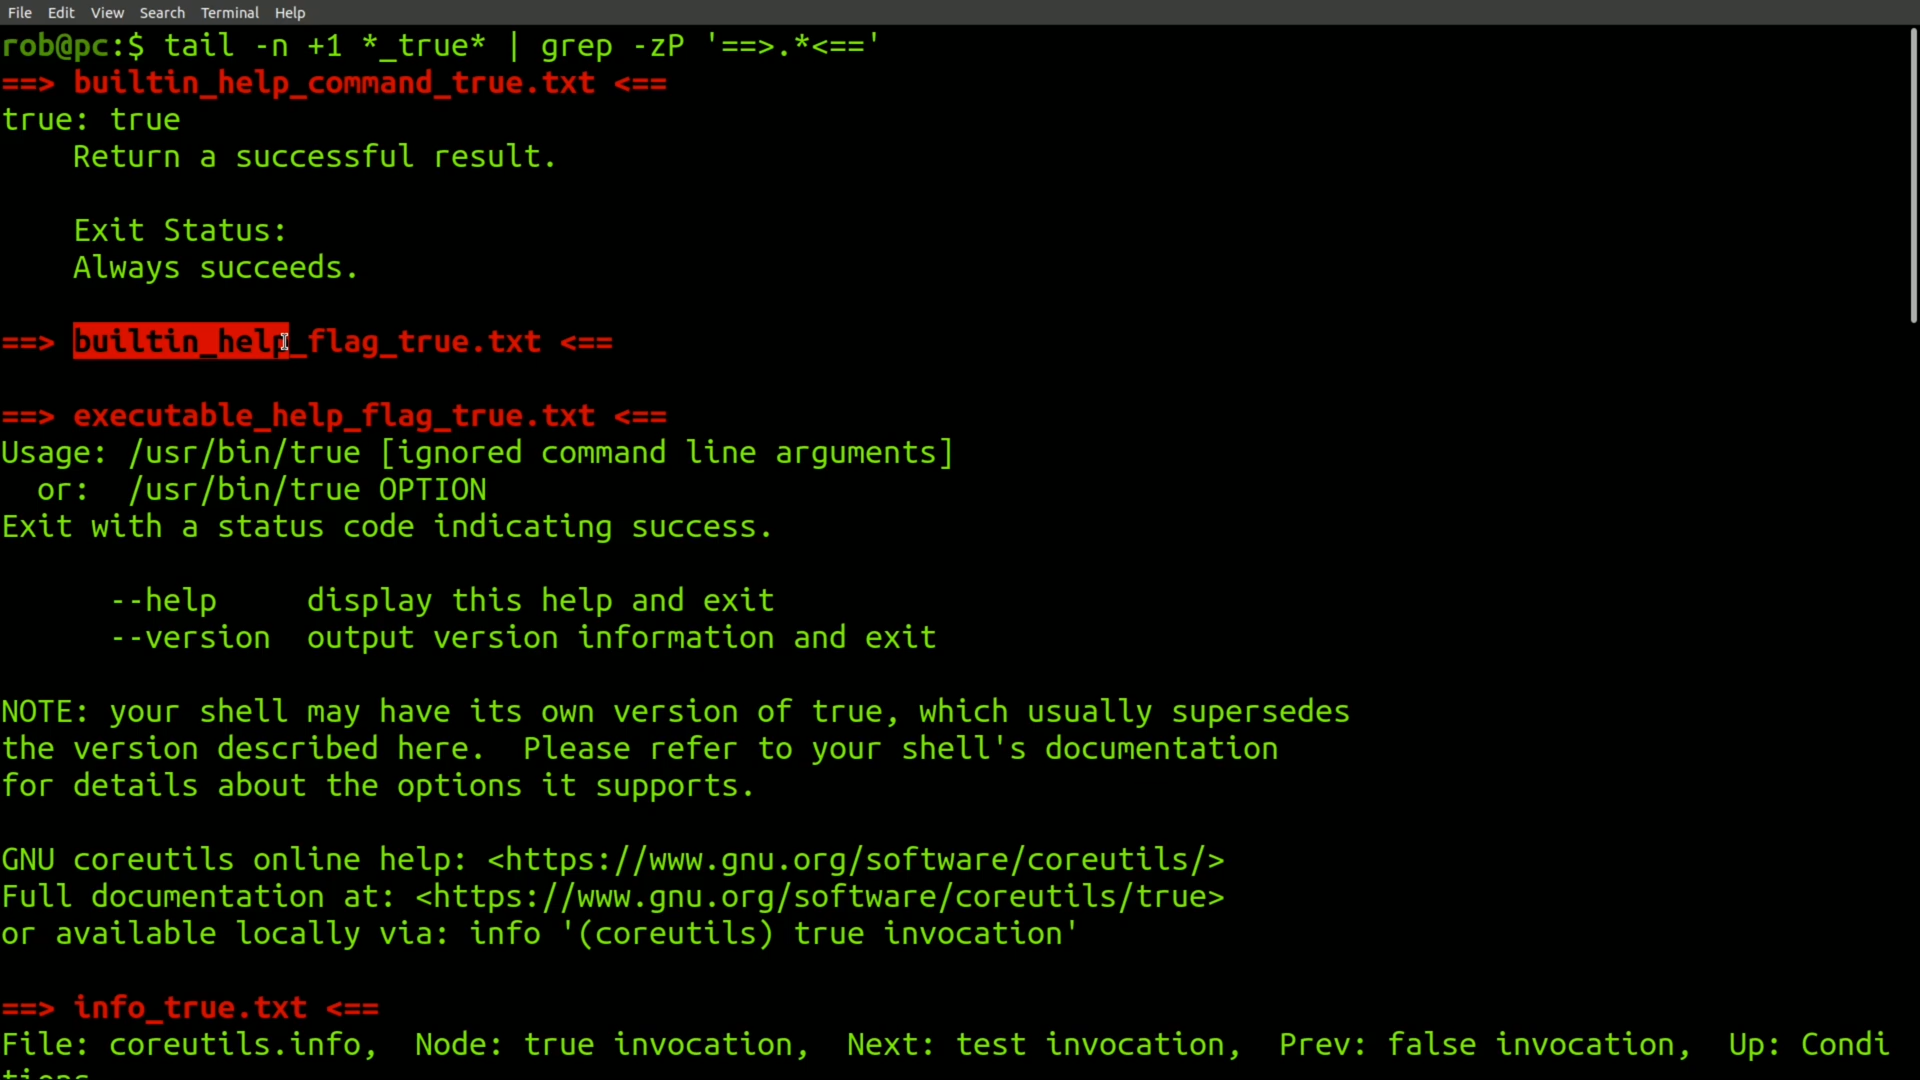 File Edit View Search Terminal Help
rob@pc:$ tail -n +1 *_true* | grep -zP '==>.*<=='
==> builtin_help_command_true.txt <==
true: true
    Return a successful result.
    Exit Status:
    Always succeeds.
==> builtin_help_flag_true.txt <==
==> executable_help_flag_true.txt <==
Usage: /usr/bin/true [ignored command line arguments]
  or:  /usr/bin/true OPTION
Exit with a status code indicating success.
      --help     display this help and exit
      --version  output version information and exit
NOTE: your shell may have its own version of true, which usually supersedes
the version described here.  Please refer to your shell's documentation
for details about the options it supports.
GNU coreutils online help: <https://www.gnu.org/software/coreutils/>
Full documentation at: <https://www.gnu.org/software/coreutils/true>
or available locally via: info '(coreutils) true invocation'
==> info_true.txt <==
File: coreutils.info,  Node: true invocation,  Next: test invocation,  Prev: false invocation,  Up: Condi